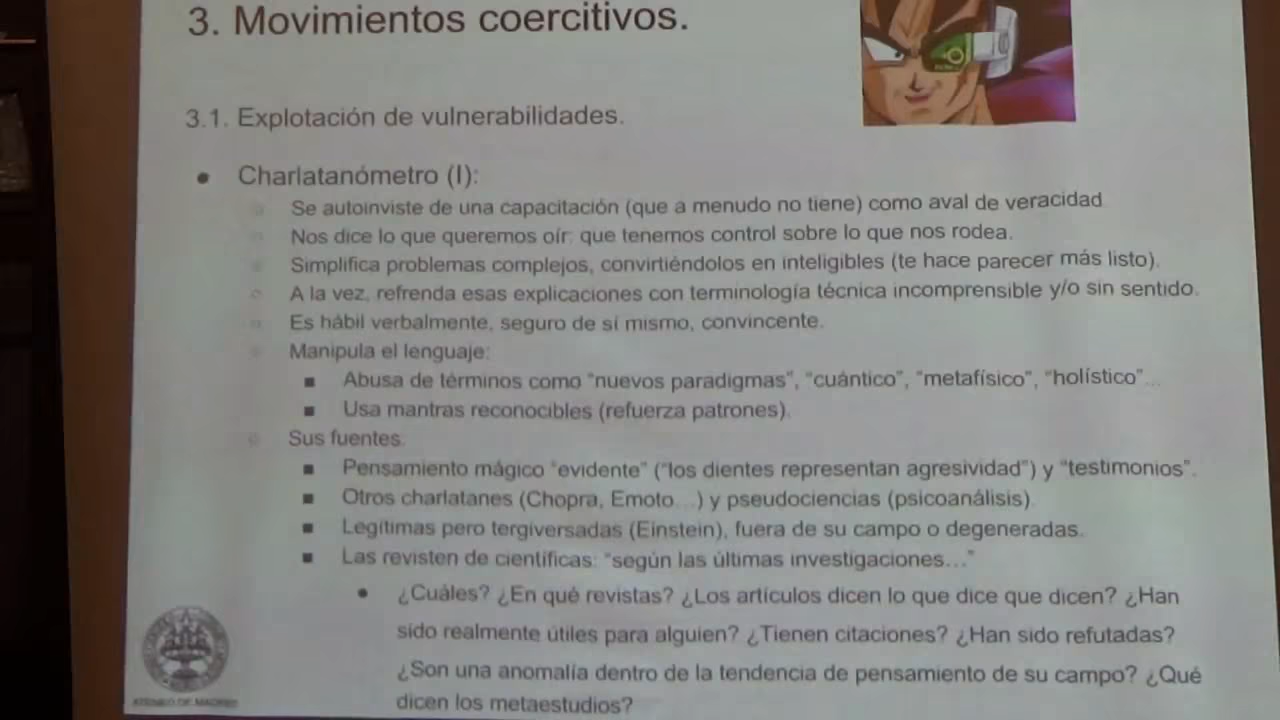 3. Movimientos coercitivos.
3.1. Explotación de vulnerabilidades.
Charlatanómetro (I):
Se autoinviste de una capacitación (que a menudo no tiene) como aval de veracidad
Nos dice lo que queremos oír: que tenemos control sobre lo que nos rodea.
Simplifica problemas complejos, convirtiéndolos en inteligibles (te hace parecer más listo).
A la vez, refrenda esas explicaciones con terminología técnica incomprensible y/o sin sentido.
Es hábil verbalmente, seguro de sí mismo, convincente.
Manipula el lenguaje:
Abusa de términos como "nuevos paradigmas", "cuántico", "metafísico", "holístico"...
Usa mantras reconocibles (refuerza patrones).
Sus fuentes:
Pensamiento mágico "evidente" ("los dientes representan agresividad") y "testimonios".
Otros charlatanes (Chopra, Emoto...) y pseudociencias (psicoanálisis)
Legítimas pero tergiversadas (Einstein), fuera de su campo o degeneradas.
Las revisten de científicas: "según las últimas investigaciones..."
¿Cuáles? ¿En qué revistas? ¿Los artículos dicen lo que dice que dicen? ¿Han
sido realmente útiles para alguien? ¿Tienen citaciones? ¿Han sido refutadas?
¿Son una anomalía dentro de la tendencia de pensamiento de su campo? ¿Qué
dicen los metaestudios?
ATENEO DE MADRID